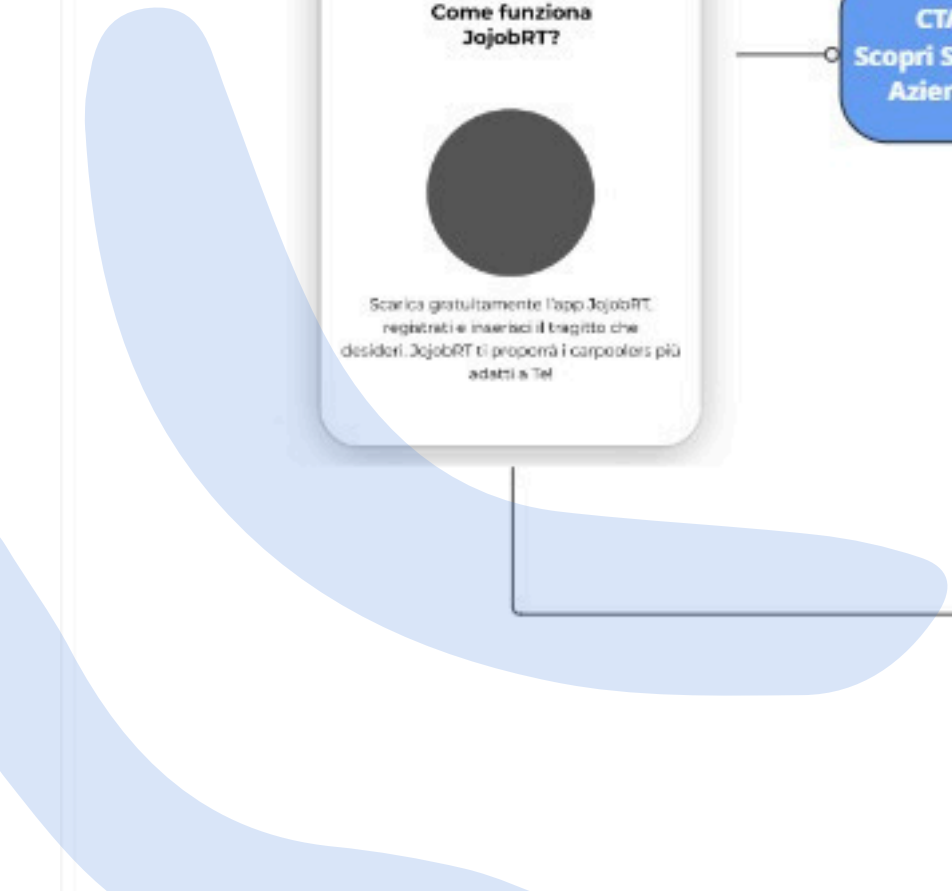 Come funziona
JojobRT?
CTA
Scopri S
Azien
Scarica gratuitamente l'app JojobRT,
registrati e inserisci il tragitto che
desideri. JojobRT ti proporrà i carpoolers più
adatti a Te!